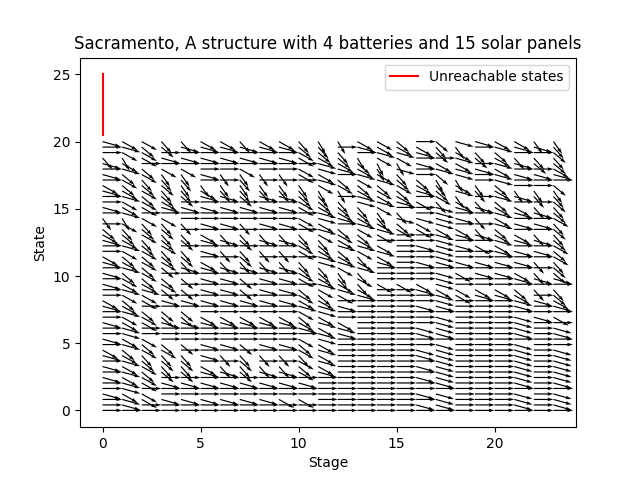 Sacramento, A structure with 4 batteries and 15 solar panels
Unreachable states
25
20
15
10
5
0
State
0 5 10 15 20
Stage